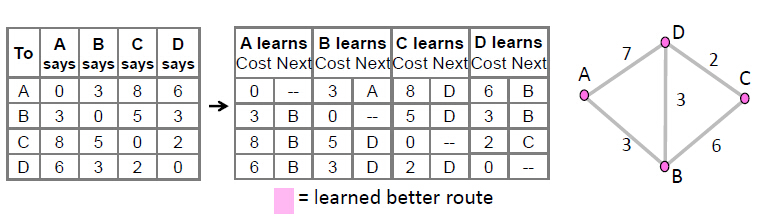 To A says B says C says D says
A 0 3 8 6
B 3 0 5 3
C 8 5 0 2
D 6 3 2 0
A learns B learns C learns D learns
Cost Next Cost Next Cost Next Cost Next
0 -- 3 A 8 D 6 B
3 B 0 -- 5 D 3 B
8 B 5 D 0 -- 2 C
6 B 3 D 2 D 0 --
= learned better route
D
7
2
A
C
3
3
6
B